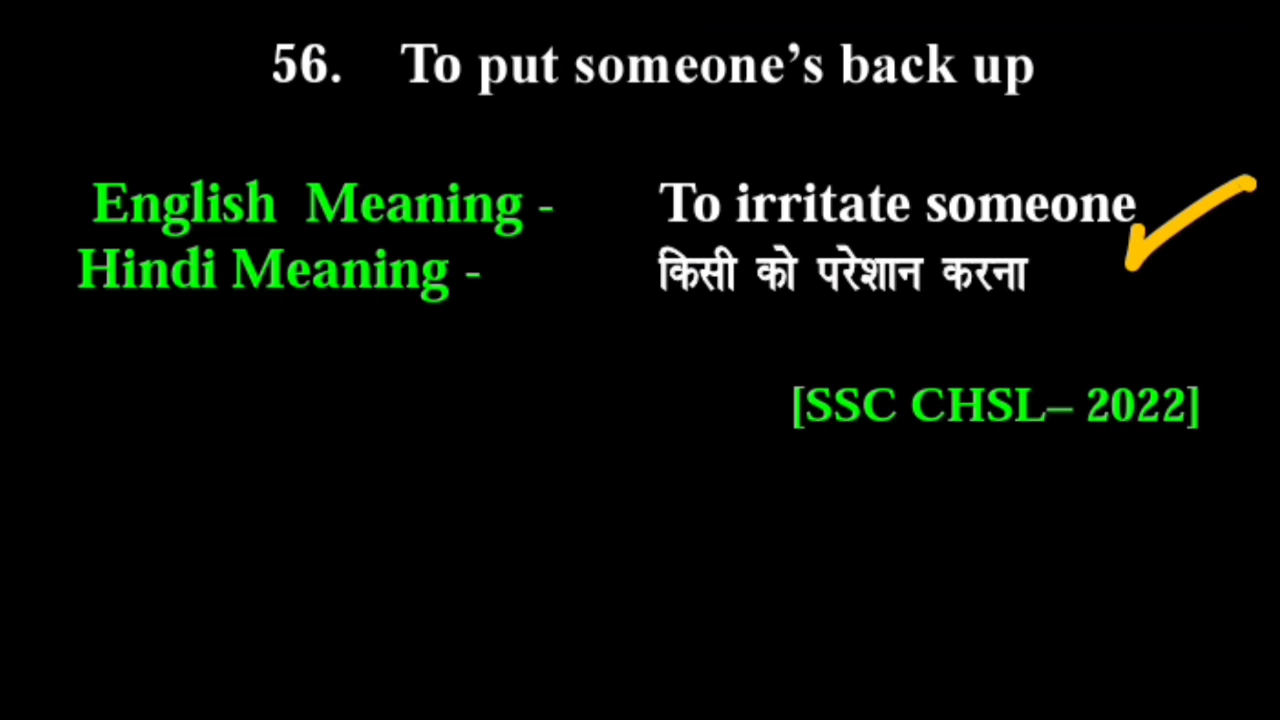 56. To put someone’s back up
English Meaning - To irritate someone
Hindi Meaning - किसी को परेशान करना
[SSC CHSL– 2022]